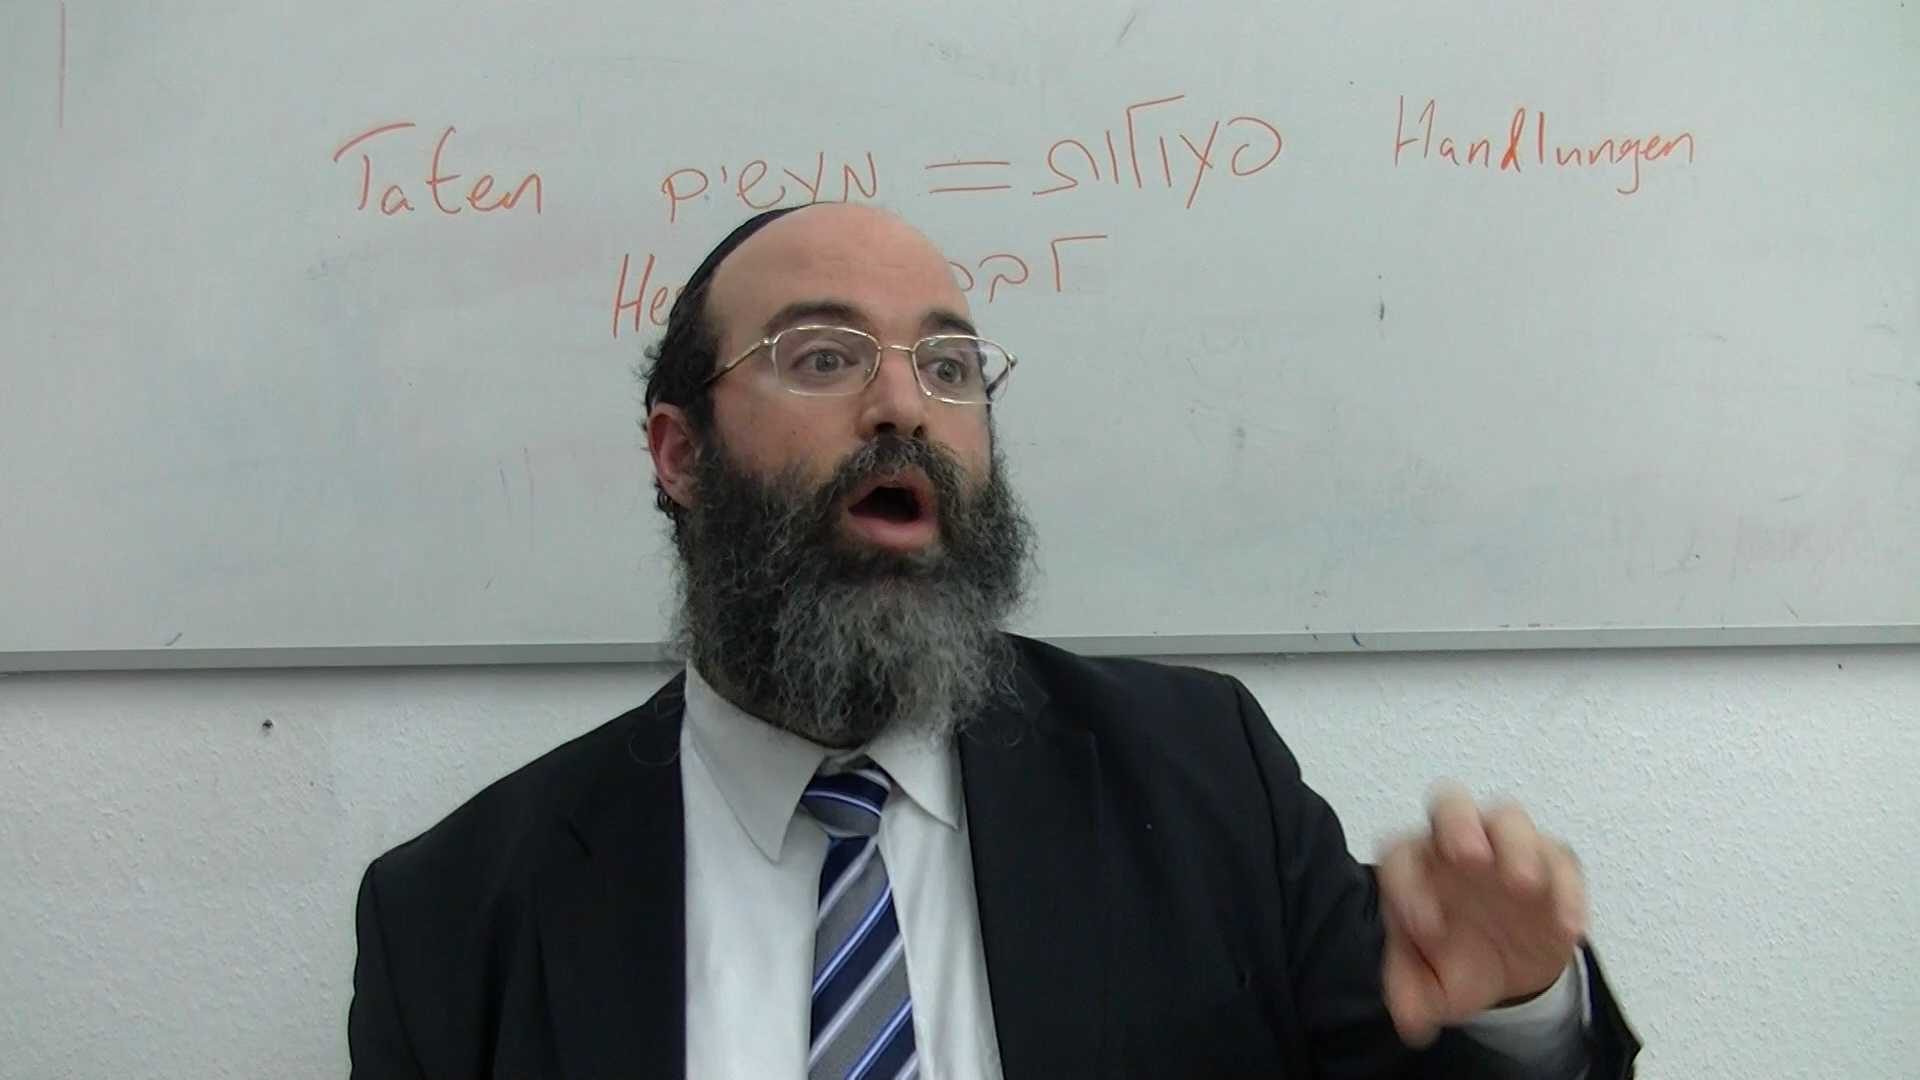 Taten מעשים = פעולות Handlungen